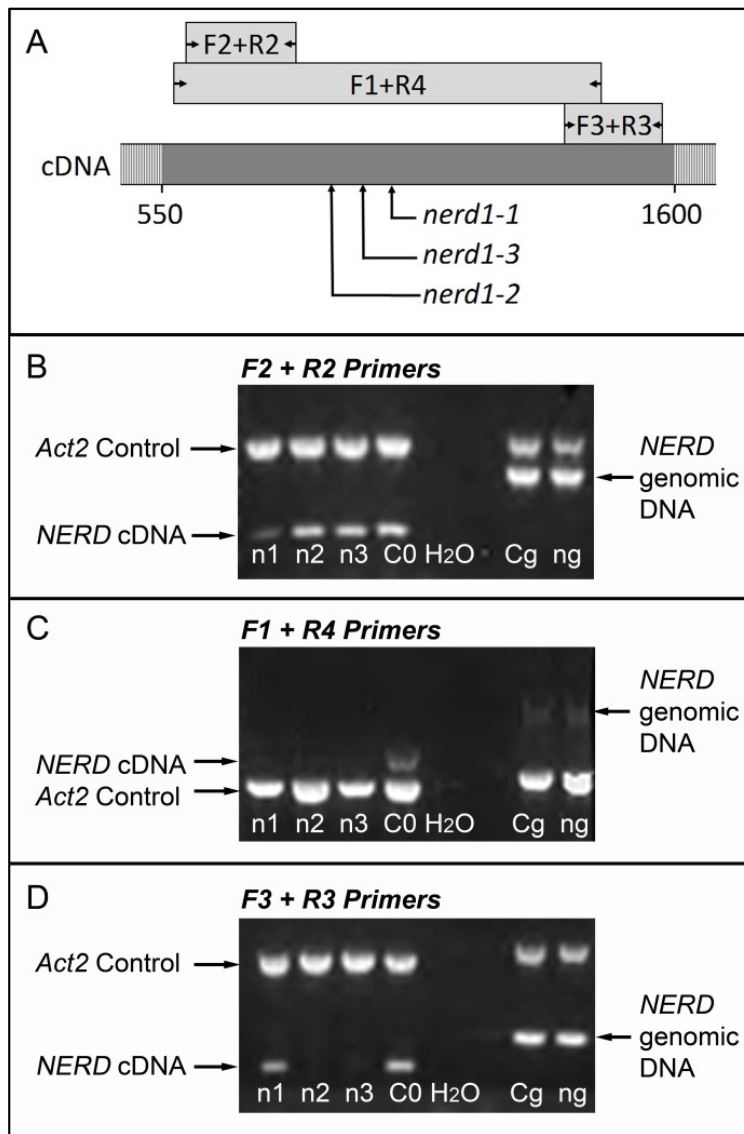 A
F2+R2
F1+R4
F3+R3
cDNA
550
1600
nerd1-1
nerd1-3
nerd1-2
B
F2 + R2 Primers
Act2 Control
NERD cDNA
NERD
genomic
DNA
n1 n2 n3 C0 H2O Cg ng
C
F1 + R4 Primers
NERD cDNA
Act2 Control
NERD
genomic
DNA
n1 n2 n3 C0 H2O Cg ng
D
F3 + R3 Primers
Act2 Control
NERD cDNA
NERD
genomic
DNA
n1 n2 n3 C0 H2O Cg ng